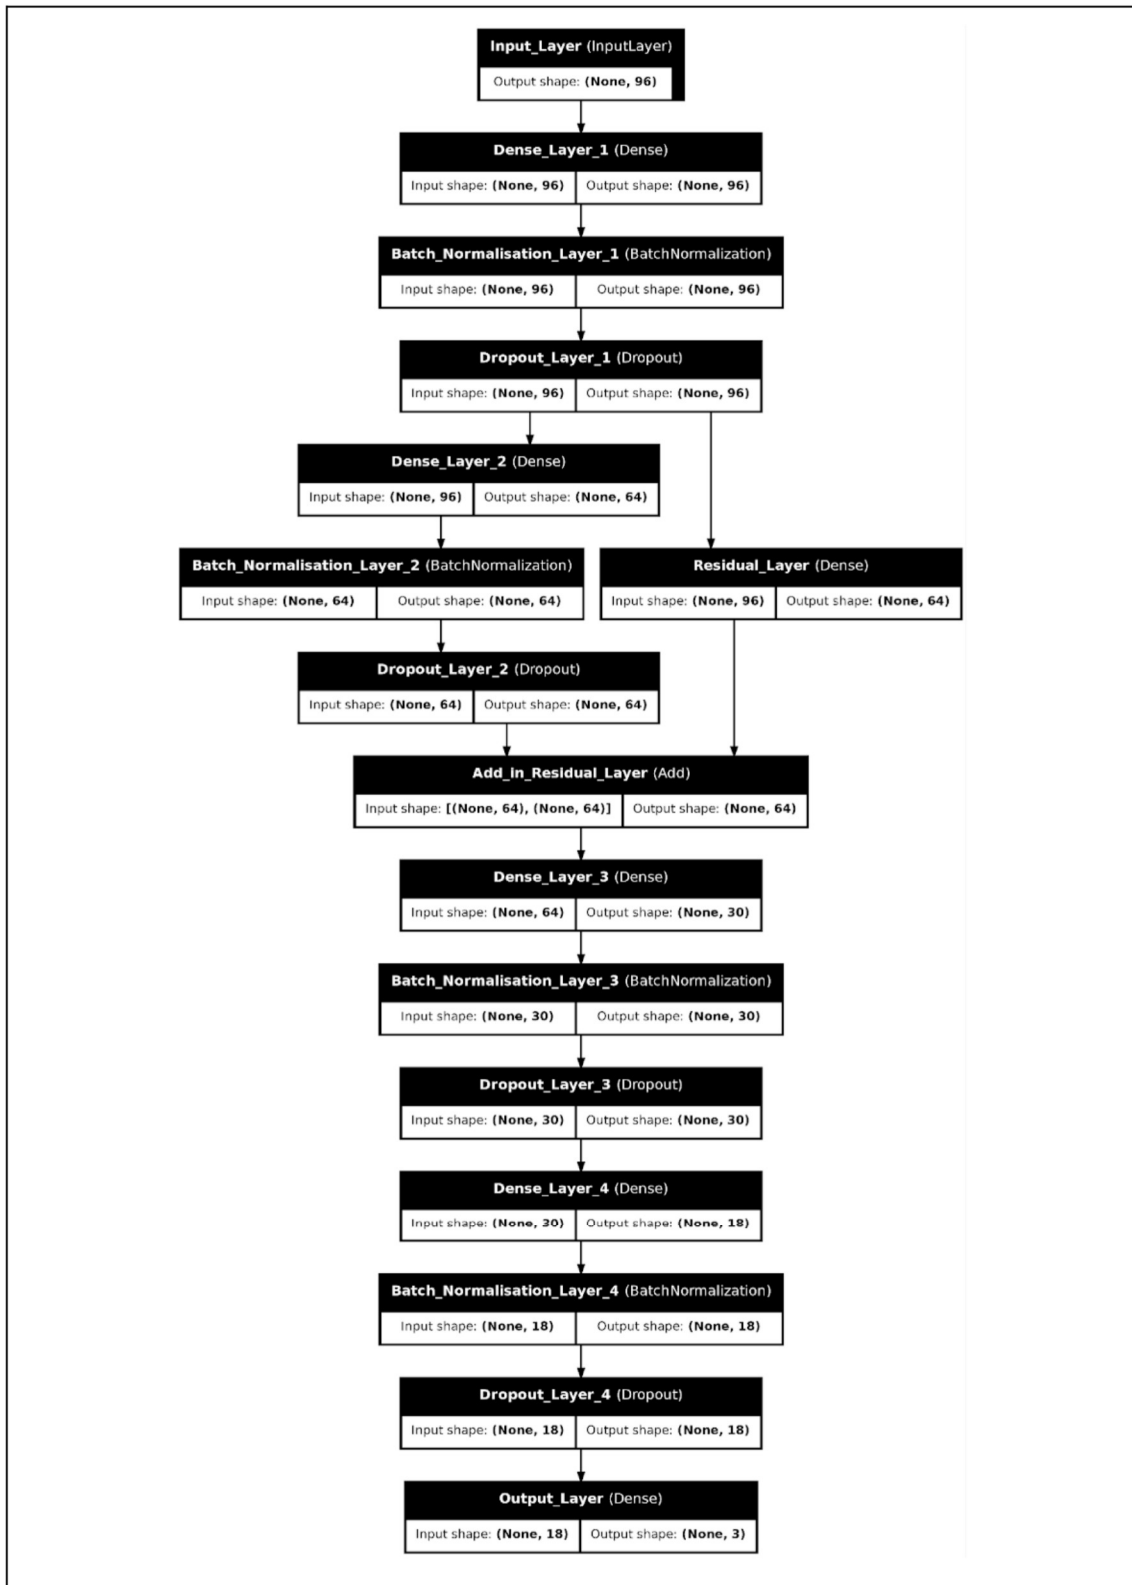 Input_Layer (InputLayer)
Output shape: (None, 96)
Dense_Layer_1 (Dense)
Input shape: (None, 96) Output shape: (None, 96)
Batch_Normalisation_Layer_1 (BatchNormalization)
Input shape: (None, 96) Output shape: (None, 96)
Dropout_Layer_1 (Dropout)
Input shape: (None, 96) Output shape: (None, 96)
Dense_Layer_2 (Dense)
Input shape: (None, 96) Output shape: (None, 64)
Batch_Normalisation_Layer_2 (BatchNormalization)
Input shape: (None, 64) Output shape: (None, 64)
Residual_Layer (Dense)
Input shape: (None, 96) Output shape: (None, 64)
Dropout_Layer_2 (Dropout)
Input shape: (None, 64) Output shape: (None, 64)
Add_in_Residual_Layer (Add)
Input shape: [(None, 64), (None, 64)] Output shape: (None, 64)
Dense_Layer_3 (Dense)
Input shape: (None, 64) Output shape: (None, 30)
Batch_Normalisation_Layer_3 (BatchNormalization)
Input shape: (None, 30) Output shape: (None, 30)
Dropout_Layer_3 (Dropout)
Input shape: (None, 30) Output shape: (None, 30)
Dense_Layer_4 (Dense)
Input shape: (None, 30) Output shape: (None, 18)
Batch_Normalisation_Layer_4 (BatchNormalization)
Input shape: (None, 18) Output shape: (None, 18)
Dropout_Layer_4 (Dropout)
Input shape: (None, 18) Output shape: (None, 18)
Output_Layer (Dense)
Input shape: (None, 18) Output shape: (None, 3)